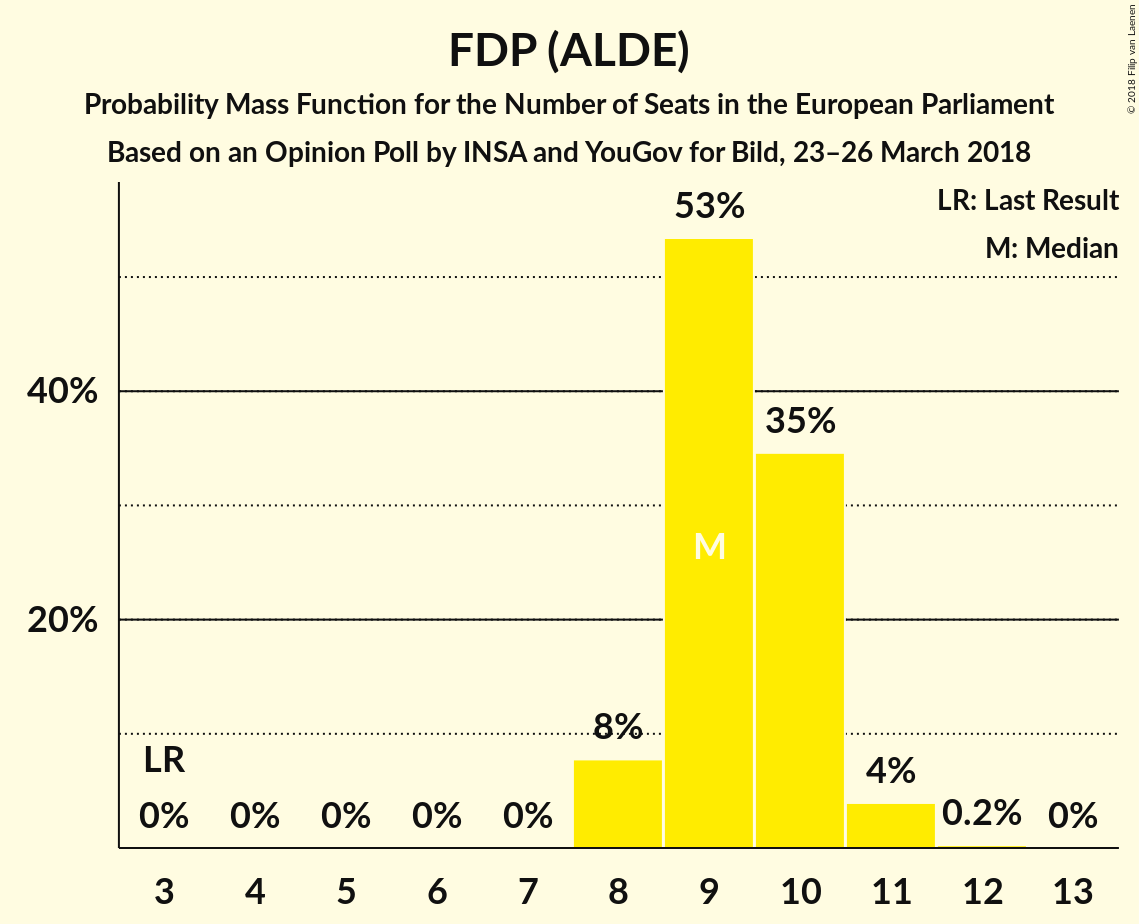 FDP (ALDE)
Probability Mass Function for the Number of Seats in the European Parliament
Based on an Opinion Poll by INSA and YouGov for Bild, 23–26 March 2018
© 2018 Filip van Laenen
LR: Last Result
M: Median
53%
40%
35%
M
20%
8%
LR
4%
0% 0% 0% 0% 0% 0.2% 0%
3 4 5 6 7 8 9 10 11 12 13